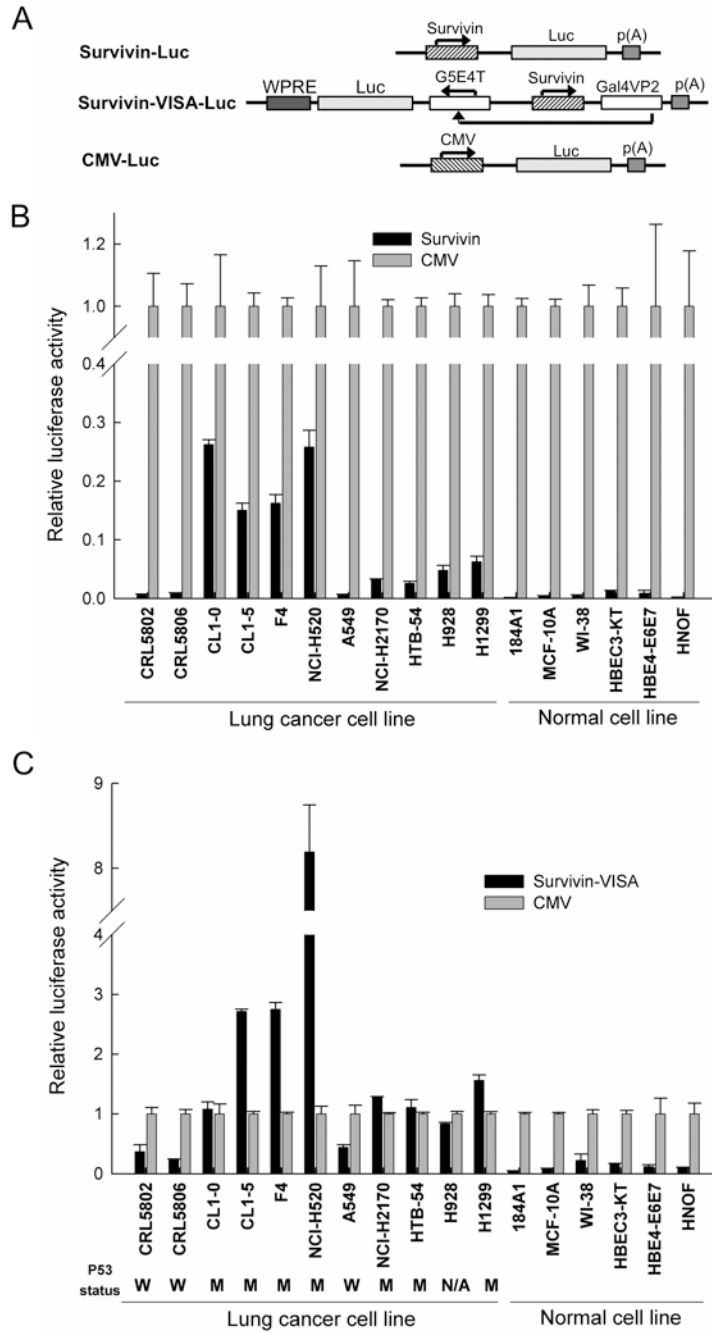 A
Survivin-Luc
Survivin
Luc
p(A)
Survivin-VISA-Luc
WPRE
Luc
G5E4T
Survivin
Gal4VP2
p(A)
CMV-Luc
CMV
Luc
p(A)
B
Relative luciferase activity
1.2
1.0
0.4
0.3
0.2
0.1
0.0
Survivin
CMV
CRL5802
CRL5806
CL1-0
CL1-5
F4
NCI-H520
A549
NCI-H2170
HTB-54
H928
H1299
184A1
MCF-10A
WI-38
HBEC3-KT
HBE4-E6E7
HNOF
Lung cancer cell line
Normal cell line
C
Relative luciferase activity
9
8
4
3
2
1
0
Survivin-VISA
CMV
CRL5802
CRL5806
CL1-0
CL1-5
F4
NCI-H520
A549
NCI-H2170
HTB-54
H928
H1299
184A1
MCF-10A
WI-38
HBEC3-KT
HBE4-E6E7
HNOF
P53
status
W W M M M M W M M N/A M
Lung cancer cell line
Normal cell line